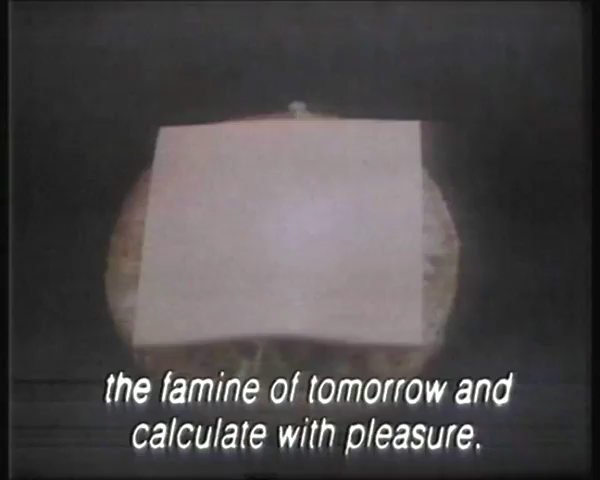 the famine of tomorrow and
calculate with pleasure.